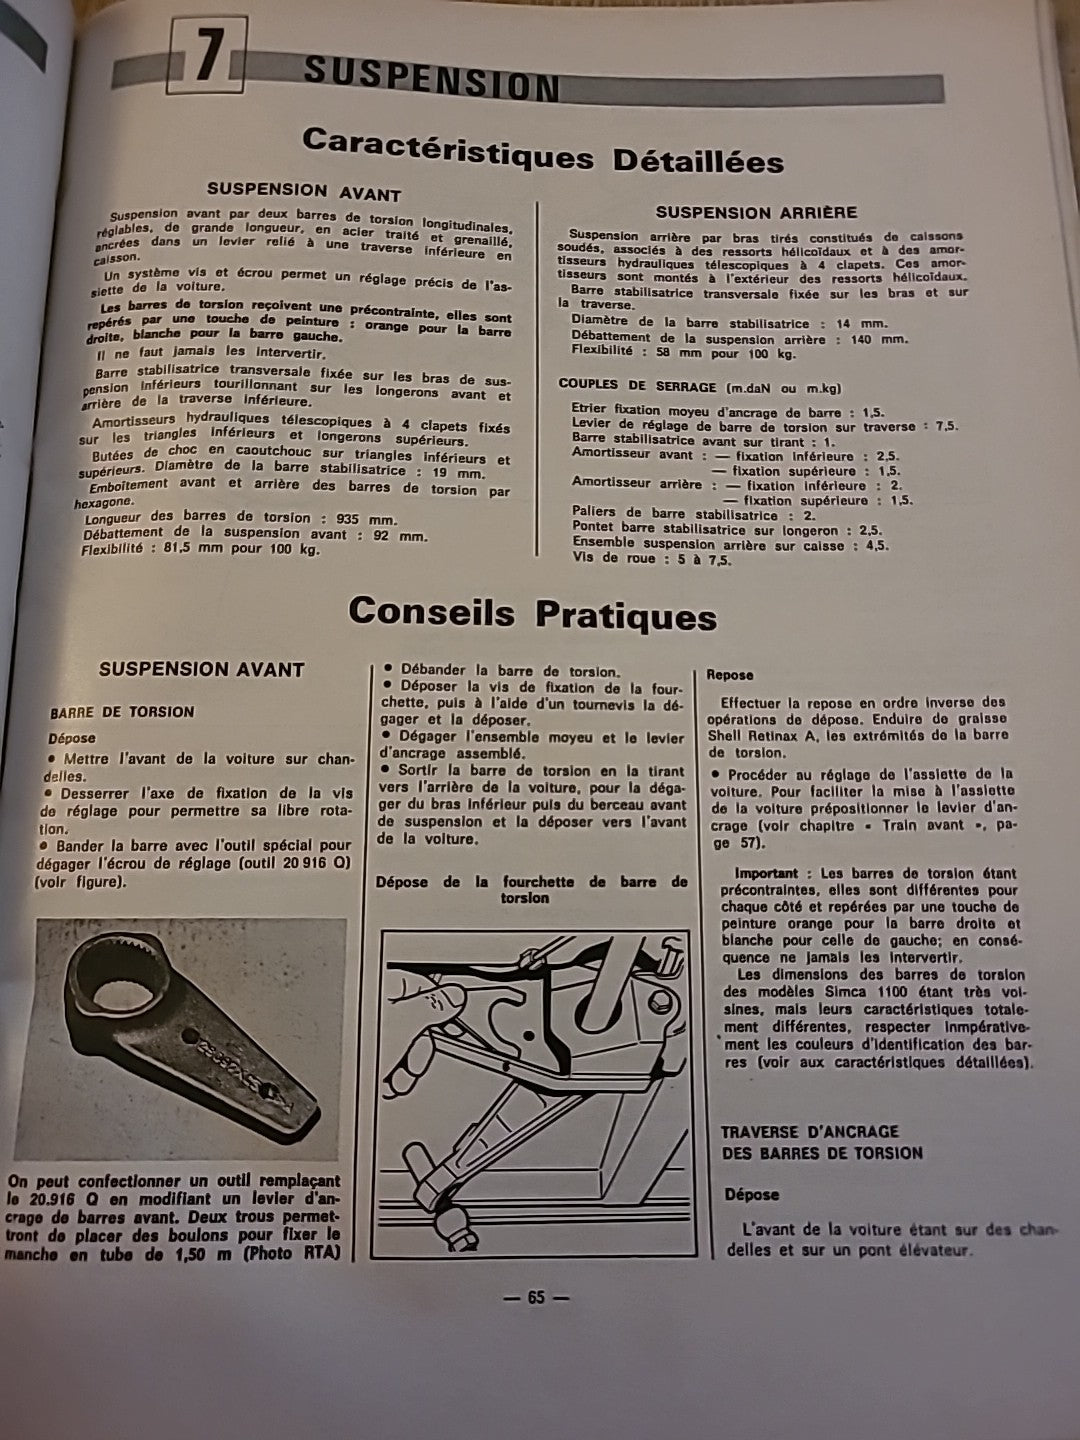 7
SUSPENSION
Caractéristiques Détaillées
SUSPENSION AVANT
Suspension avant par deux barres de torsion longitudinales,
réglables, de grande longueur, en acier traité et grenaillé,
ancrées dans un levier relié à une traverse inférieure en
caisson.
Un système vis et écrou permet un réglage précis de l'as-
siette de la voiture.
Les barres de torsion reçoivent une précontrainte, elles sont
repérés par une touche de peinture : orange pour la barre
droite, blanche pour la barre gauche.
Il ne faut jamais les intervertir.
Barre stabilisatrice transversale fixée sur les bras de sus-
pension inférieurs tourillonnant sur les longerons avant et
arrière de la traverse inférieure.
Amortisseurs hydrauliques télescopiques à 4 clapets fixés
sur les triangles inférieurs et longerons supérieurs.
Butées de choc en caoutchouc sur triangles inférieurs et
supérieurs. Diamètre de la barre stabilisatrice : 19 mm.
Emboîtement avant et arrière des barres de torsion par
hexagone.
Longueur des barres de torsion : 935 mm.
Débattement de la suspension avant : 92 mm.
Flexibilité : 81,5 mm pour 100 kg.
SUSPENSION ARRIÈRE
Suspension arrière par bras tirés constitués de caissons
soudés, associés à des ressorts hélicoïdaux et à des amor-
tisseurs hydrauliques télescopiques à 4 clapets. Ces amor-
tisseurs sont montés à l'extérieur des ressorts hélicoïdaux.
Barre stabilisatrice transversale fixée sur les bras et sur
la traverse.
Diamètre de la barre stabilisatrice : 14 mm.
Débattement de la suspension arrière : 140 mm.
Flexibilité : 58 mm pour 100 kg.
COUPLES DE SERRAGE (m.daN ou m.kg)
Etrier fixation moyeu d'ancrage de barre : 1,5.
Levier de réglage de barre de torsion sur traverse : 7,5.
Barre stabilisatrice avant sur tirant : 1.
Amortisseur avant : — fixation inférieure : 2,5.
— fixation supérieure : 1,5.
Amortisseur arrière : — fixation inférieure : 2.
— fixation supérieure : 1,5.
Paliers de barre stabilisatrice : 2.
Pontet barre stabilisatrice sur longeron : 2,5.
Ensemble suspension arrière sur caisse : 4,5.
Vis de roue : 5 à 7,5.
Conseils Pratiques
SUSPENSION AVANT
BARRE DE TORSION
Dépose
• Mettre l'avant de la voiture sur chan-
delles.
• Desserrer l'axe de fixation de la vis
de réglage pour permettre sa libre rota-
tion.
• Bander la barre avec l'outil spécial pour
dégager l'écrou de réglage (outil 20 916 Q)
(voir figure).
On peut confectionner un outil remplaçant
le 20.916 Q en modifiant un levier d'an-
crage de barres avant. Deux trous permet-
tront de placer des boulons pour fixer le
manche en tube de 1,50 m (Photo RTA)
• Débander la barre de torsion.
• Déposer la vis de fixation de la four-
chette, puis à l'aide d'un tournevis la dé-
gager et la déposer.
• Dégager l'ensemble moyeu et le levier
d'ancrage assemblé.
• Sortir la barre de torsion en la tirant
vers l'arrière de la voiture, pour la déga-
ger du bras inférieur puis du berceau avant
de suspension et la déposer vers l'avant
de la voiture.
Dépose de la fourchette de barre de
torsion
Repose
Effectuer la repose en ordre inverse des
opérations de dépose. Enduire de graisse
Shell Retinax A, les extrémités de la barre
de torsion.
• Procéder au réglage de l'assiette de la
voiture. Pour faciliter la mise à l'assiette
de la voiture prépositionner le levier d'an-
crage (voir chapitre « Train avant », pa-
ge 57).
Important : Les barres de torsion étant
précontraintes, elles sont différentes pour
chaque côté et repérées par une touche de
peinture orange pour la barre droite et
blanche pour celle de gauche; en consé-
quence ne jamais les intervertir.
Les dimensions des barres de torsion
des modèles Simca 1100 étant très voi-
sines, mais leurs caractéristiques totale-
ment différentes, respecter inmpérative-
ment les couleurs d'identification des bar-
res (voir aux caractéristiques détaillées).
TRAVERSE D'ANCRAGE
DES BARRES DE TORSION
Dépose
L'avant de la voiture étant sur des chan-
delles et sur un pont élévateur.
— 65 —